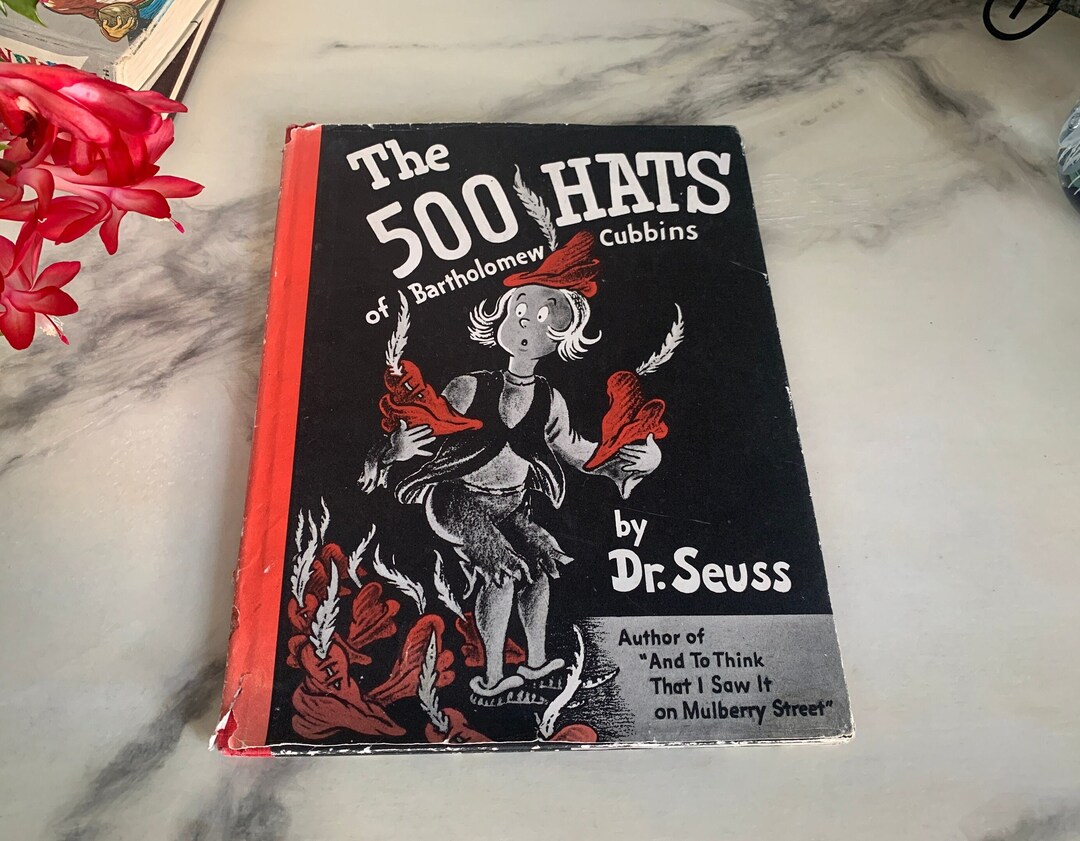 The
500 HATS
of Bartholomew Cubbins
by
Dr. Seuss
Author of
"And To Think
That I Saw It
on Mulberry Street"